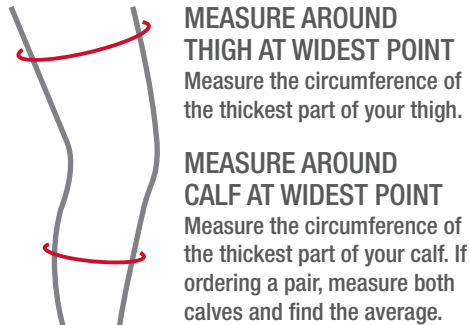 MEASURE AROUND
THIGH AT WIDEST POINT
Measure the circumference of
the thickest part of your thigh.
MEASURE AROUND
CALF AT WIDEST POINT
Measure the circumference of
the thickest part of your calf. If
ordering a pair, measure both
calves and find the average.